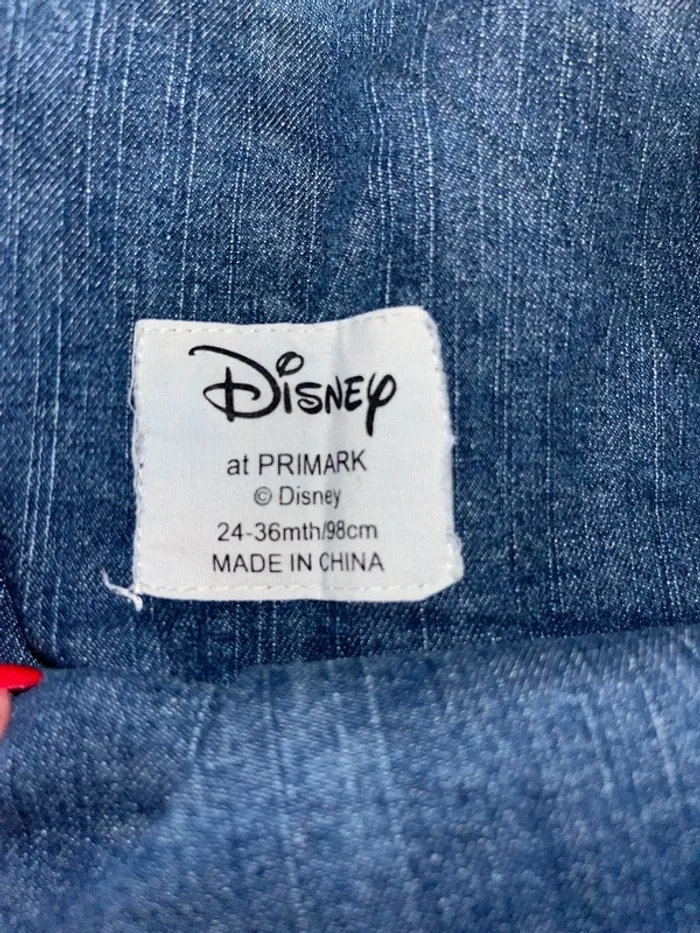 Disney
at PRIMARK
© Disney
24-36mth/98cm
MADE IN CHINA